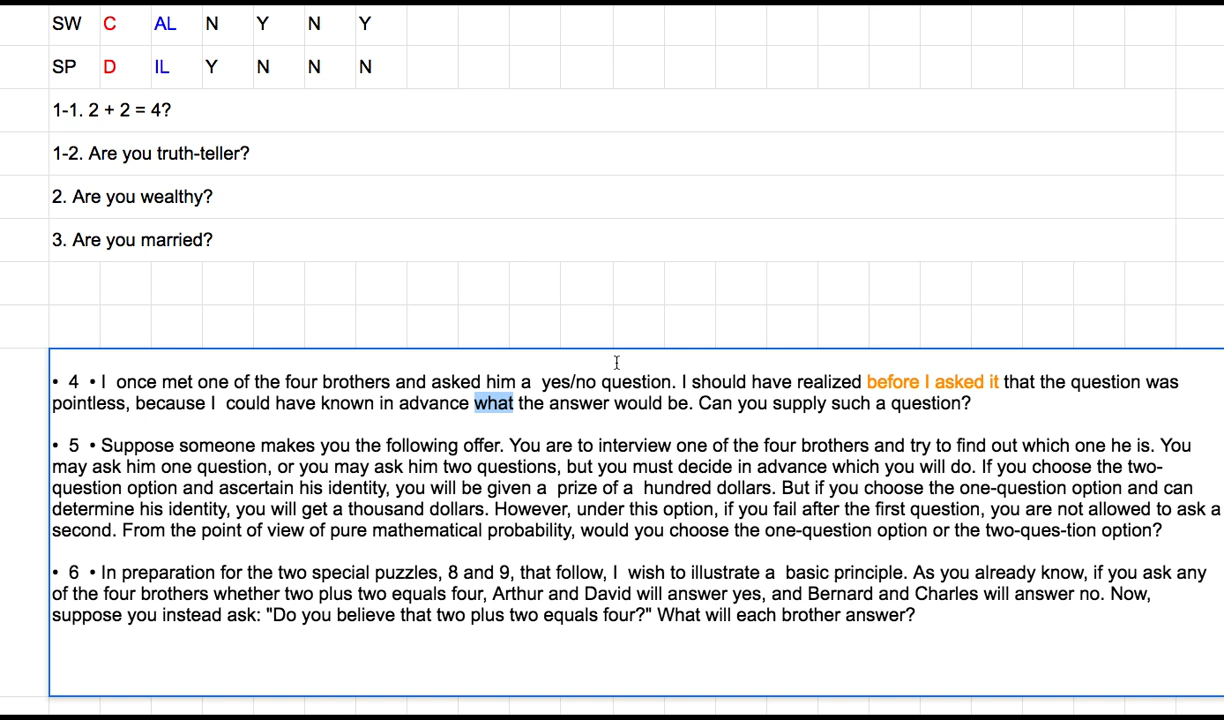 SW C AL N Y N Y
SP D IL Y N N N
1-1. 2 + 2 = 4?
1-2. Are you truth-teller?
2. Are you wealthy?
3. Are you married?
• 4 • I once met one of the four brothers and asked him a yes/no question. I should have realized before I asked it that the question was
pointless, because I could have known in advance what the answer would be. Can you supply such a question?
• 5 • Suppose someone makes you the following offer. You are to interview one of the four brothers and try to find out which one he is. You
may ask him one question, or you may ask him two questions, but you must decide in advance which you will do. If you choose the two-
question option and ascertain his identity, you will be given a prize of a hundred dollars. But if you choose the one-question option and can
determine his identity, you will get a thousand dollars. However, under this option, if you fail after the first question, you are not allowed to ask a
second. From the point of view of pure mathematical probability, would you choose the one-question option or the two-ques-tion option?
• 6 • In preparation for the two special puzzles, 8 and 9, that follow, I wish to illustrate a basic principle. As you already know, if you ask any
of the four brothers whether two plus two equals four, Arthur and David will answer yes, and Bernard and Charles will answer no. Now,
suppose you instead ask: "Do you believe that two plus two equals four?" What will each brother answer?